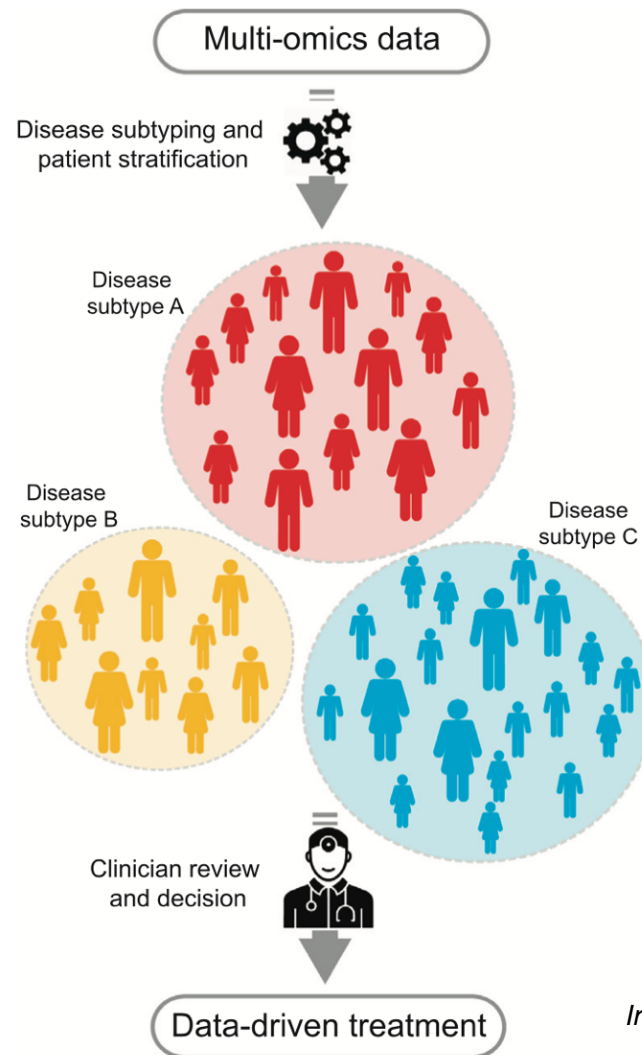 Multi-omics data
Disease subtyping and
patient stratification
Disease
subtype A
Disease
subtype B
Disease
subtype C
Clinician review
and decision
Data-driven treatment